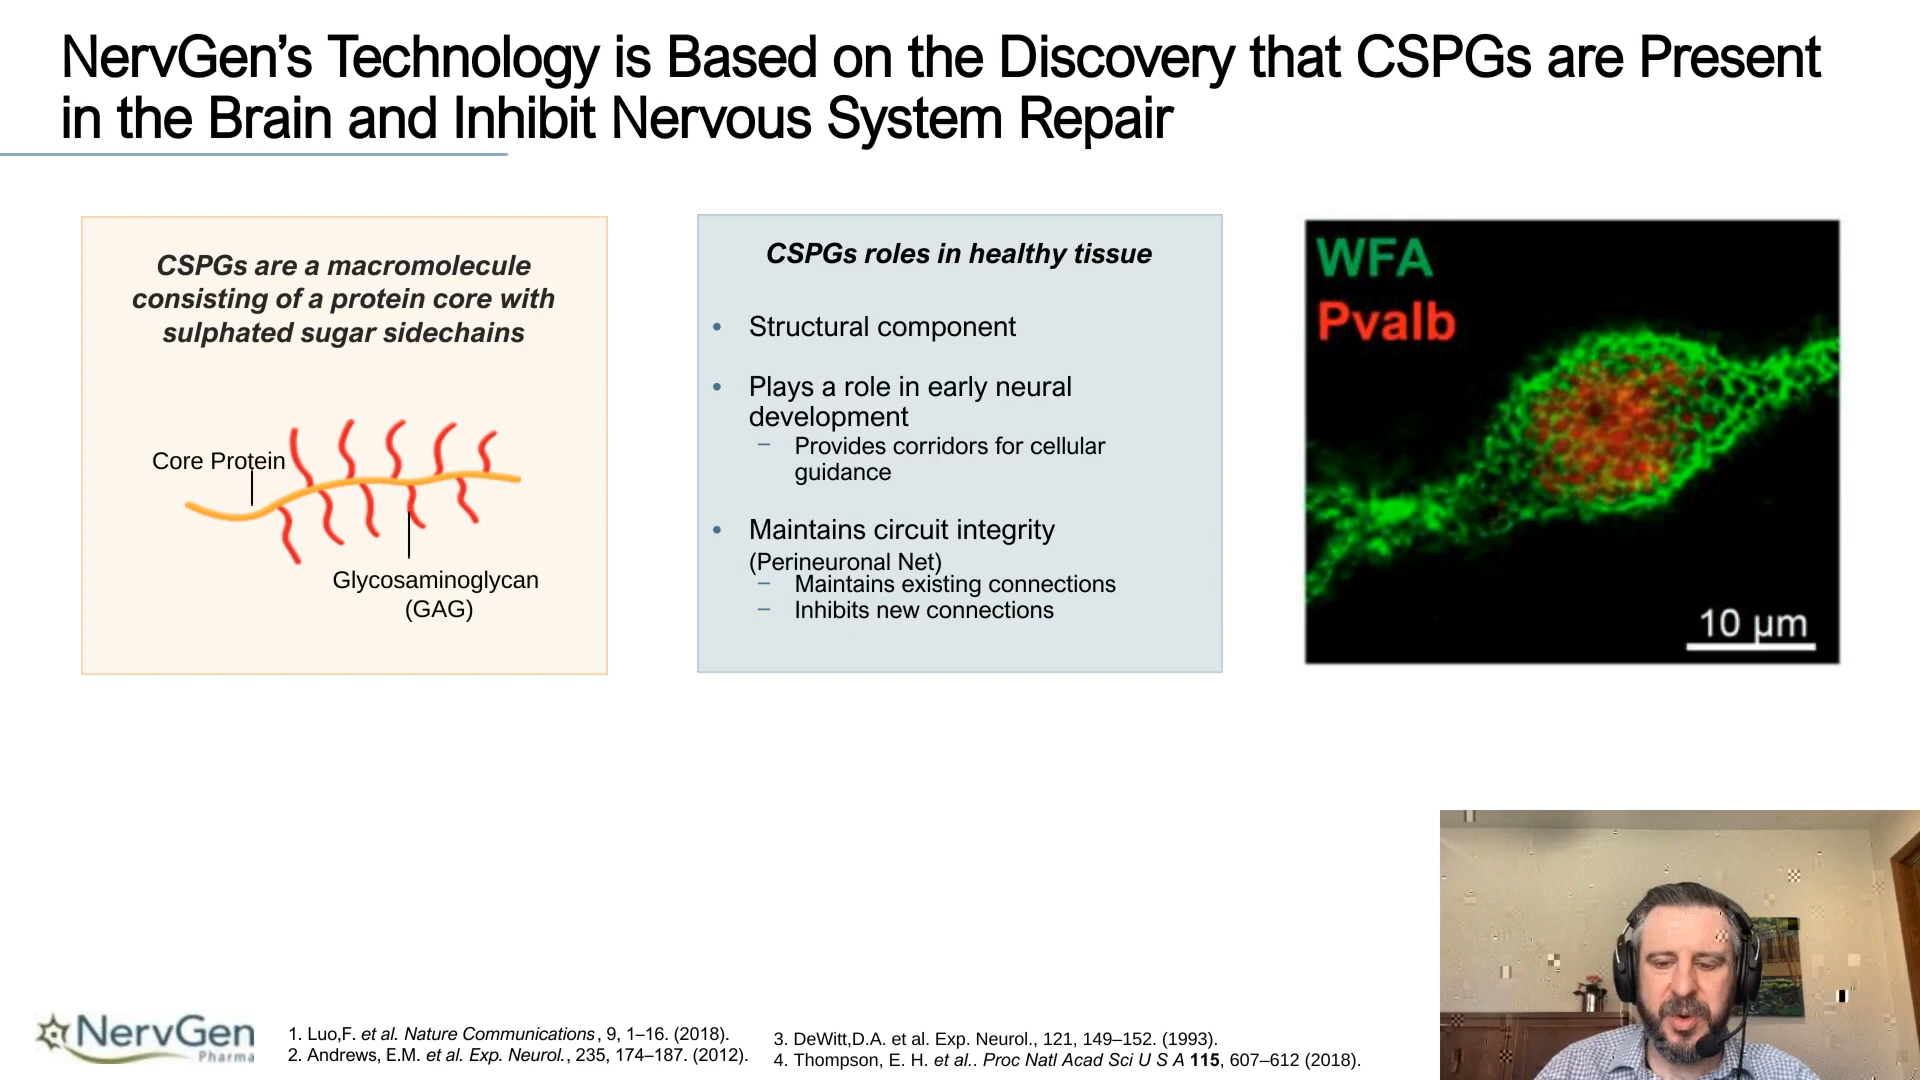 NervGen’s Technology is Based on the Discovery that CSPGs are Present
in the Brain and Inhibit Nervous System Repair
CSPGs are a macromolecule
consisting of a protein core with
sulphated sugar sidechains
Core Protein
Glycosaminoglycan
(GAG)
CSPGs roles in healthy tissue
• Structural component
• Plays a role in early neural
development
– Provides corridors for cellular
guidance
• Maintains circuit integrity
(Perineuronal Net)
– Maintains existing connections
– Inhibits new connections
WFA
Pvalb
10 µm
NervGen
Pharma
1. Luo,F. et al. Nature Communications, 9, 1–16. (2018).
2. Andrews, E.M. et al. Exp. Neurol., 235, 174–187. (2012).
3. DeWitt,D.A. et al. Exp. Neurol., 121, 149–152. (1993).
4. Thompson, E. H. et al.. Proc Natl Acad Sci U S A 115, 607–612 (2018).